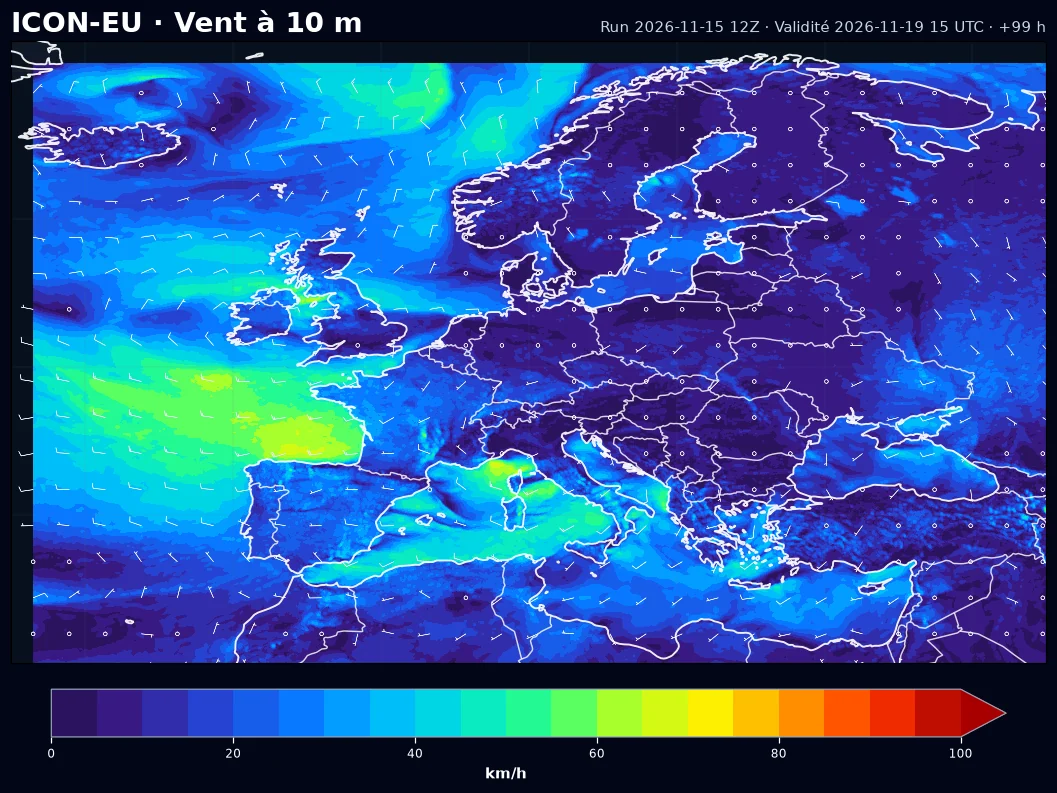 ICON-EU · Vent à 10 m
Run 2026-11-15 12Z · Validité 2026-11-19 15 UTC · +99 h
0 20 40 60 80 100
km/h